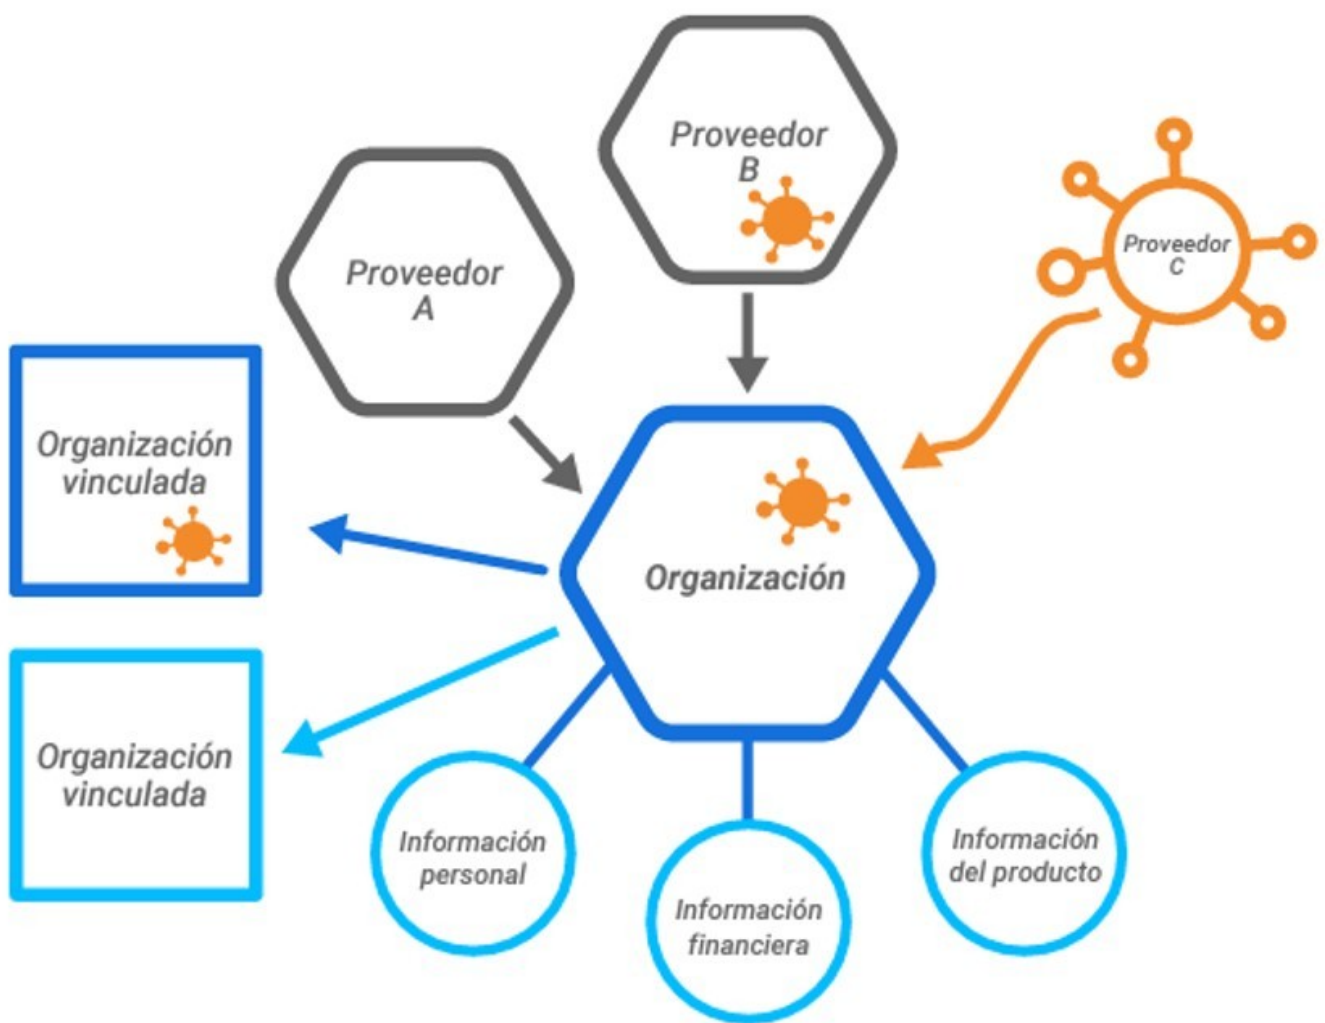 Proveedor
B
Proveedor
A
Proveedor
C
Organización
vinculada
Organización
Organización
vinculada
Información
personal
Información
financiera
Información
del producto